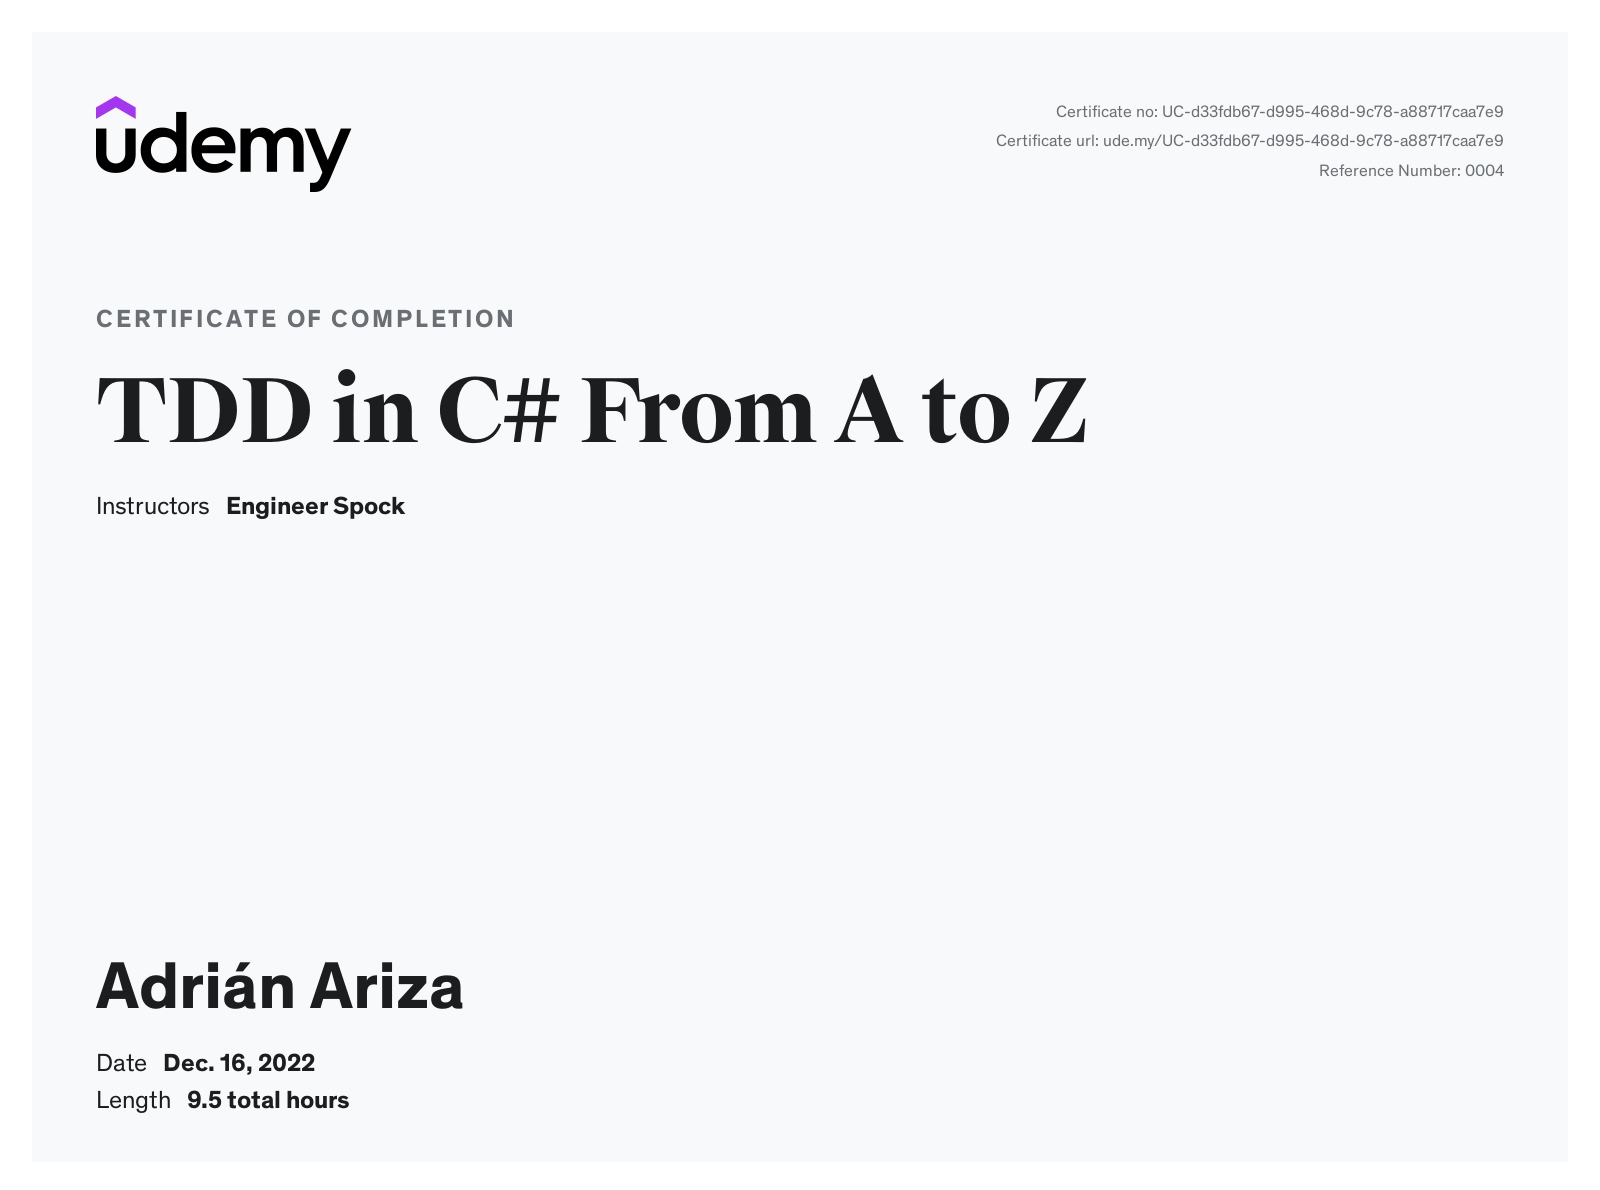 udemy
Certificate no: UC-d33fdb67-d995-468d-9c78-a88717caa7e9
Certificate url: ude.my/UC-d33fdb67-d995-468d-9c78-a88717caa7e9
Reference Number: 0004
CERTIFICATE OF COMPLETION
TDD in C# From A to Z
Instructors Engineer Spock
Adrián Ariza
Date Dec. 16, 2022
Length 9.5 total hours